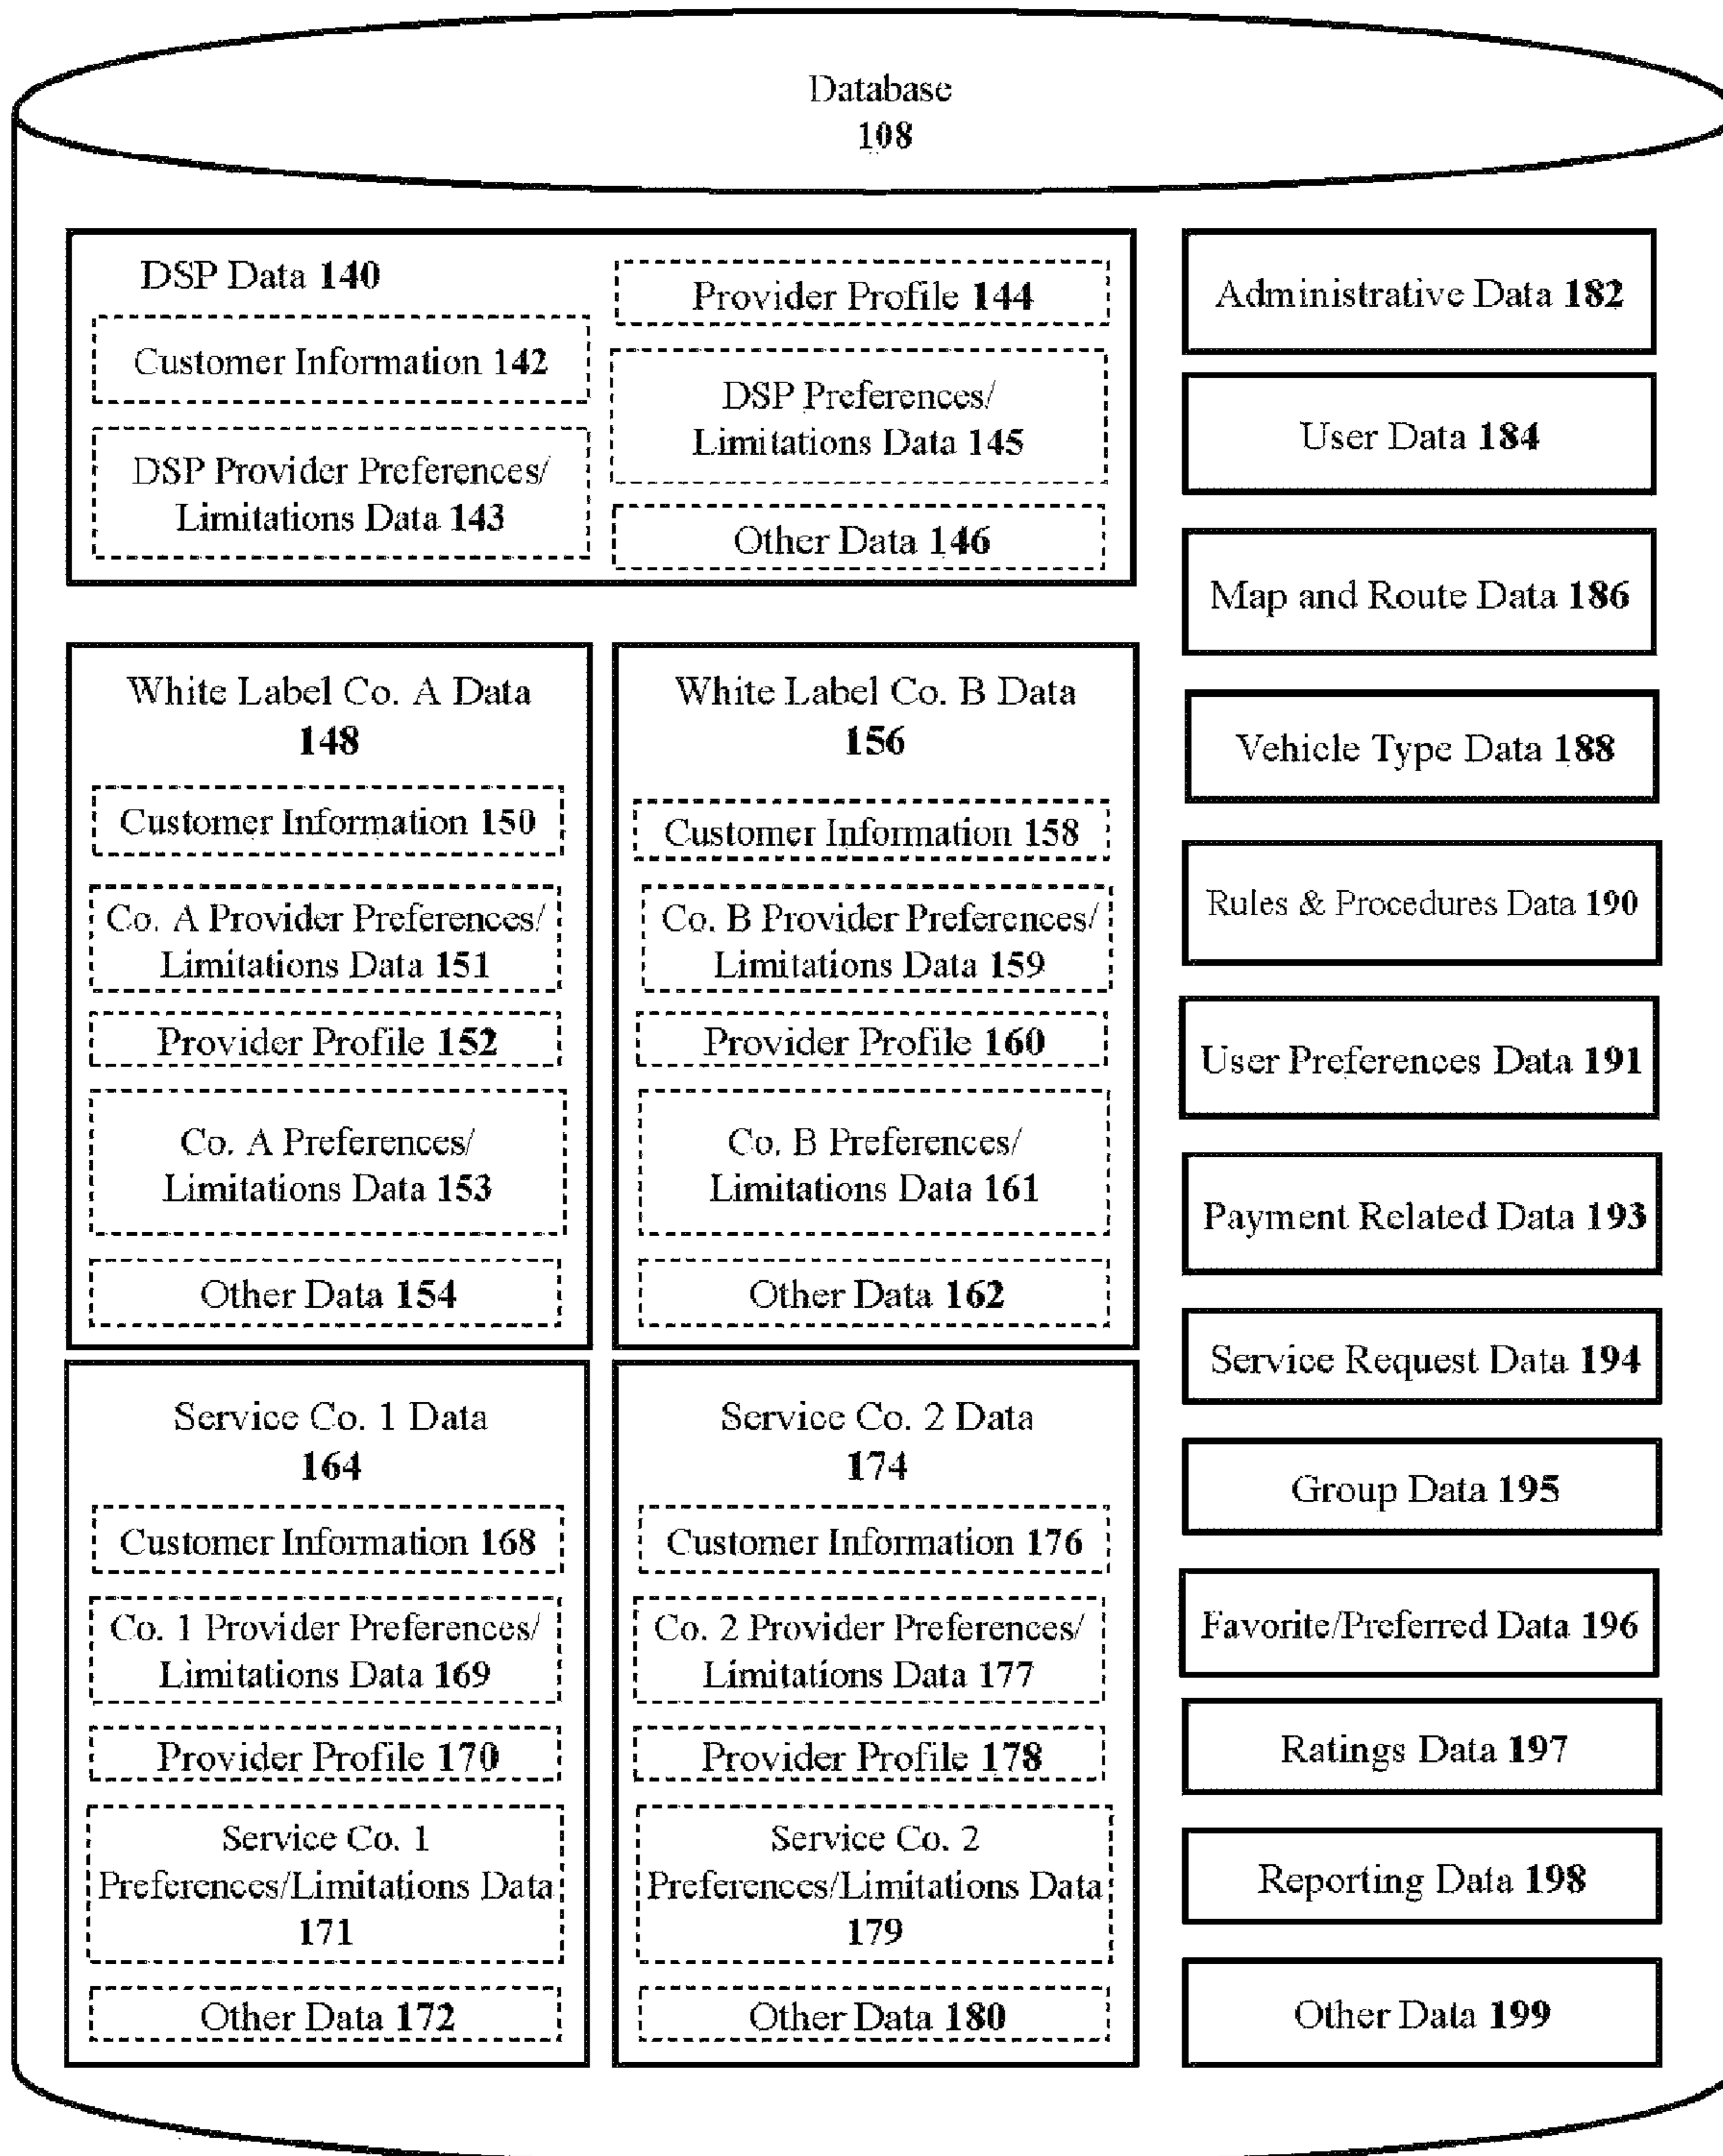 Database
108
DSP Data 140
Customer Information 142
DSP Provider Preferences/
Limitations Data 143
Provider Profile 144
DSP Preferences/
Limitations Data 145
Other Data 146
White Label Co. A Data
148
Customer Information 150
Co. A Provider Preferences/
Limitations Data 151
Provider Profile 152
Co. A Preferences/
Limitations Data 153
Other Data 154
White Label Co. B Data
156
Customer Information 158
Co. B Provider Preferences/
Limitations Data 159
Provider Profile 160
Co. B Preferences/
Limitations Data 161
Other Data 162
Service Co. 1 Data
164
Customer Information 168
Co. 1 Provider Preferences/
Limitations Data 169
Provider Profile 170
Service Co. 1
Preferences/Limitations Data
171
Other Data 172
Service Co. 2 Data
174
Customer Information 176
Co. 2 Provider Preferences/
Limitations Data 177
Provider Profile 178
Service Co. 2
Preferences/Limitations Data
179
Other Data 180
Administrative Data 182
User Data 184
Map and Route Data 186
Vehicle Type Data 188
Rules & Procedures Data 190
User Preferences Data 191
Payment Related Data 193
Service Request Data 194
Group Data 195
Favorite/Preferred Data 196
Ratings Data 197
Reporting Data 198
Other Data 199